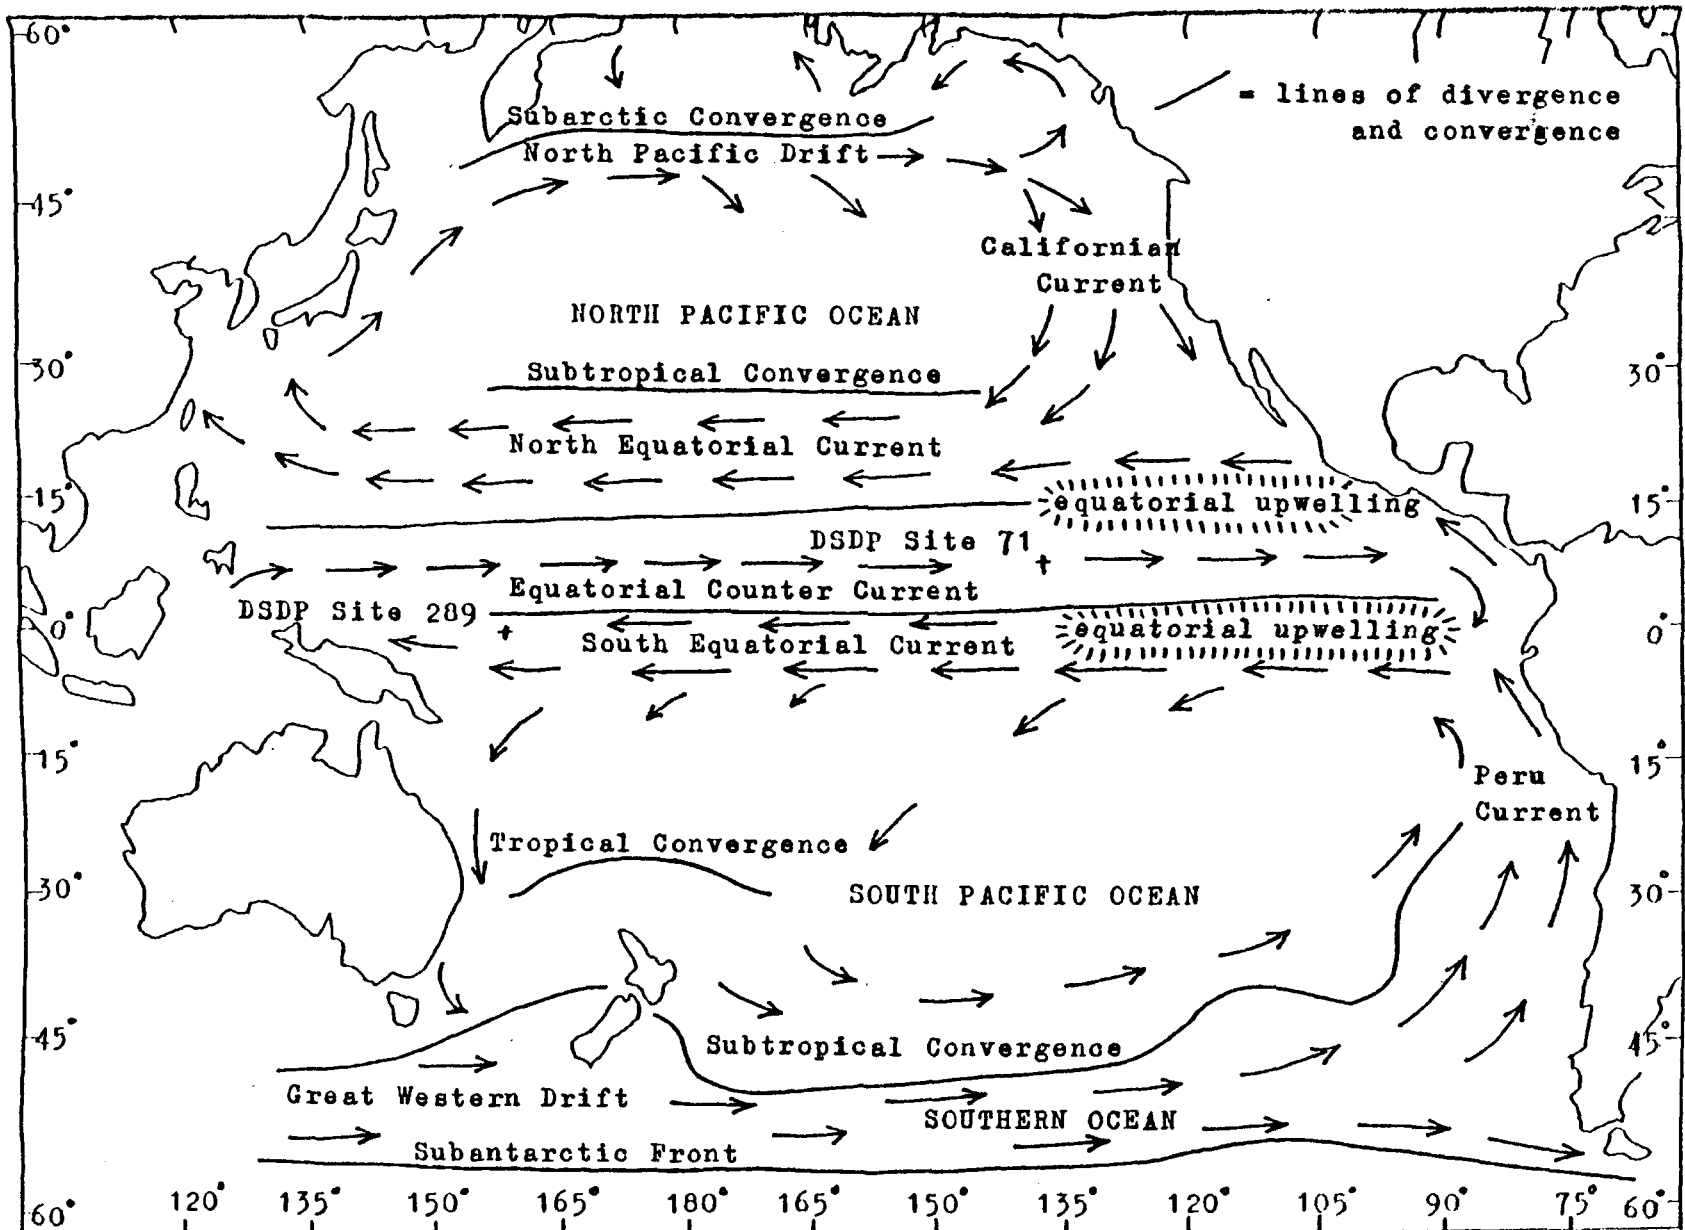 60°
= lines of divergence
and convergence
Subarctic Convergence
North Pacific Drift
45°
Californian
Current
NORTH PACIFIC OCEAN
30°
Subtropical Convergence
30°
North Equatorial Current
15°
equatorial upwelling
15°
DSDP Site 71
Equatorial Counter Current
DSDP Site 289
0°
South Equatorial Current
equatorial upwelling
0°
15°
15°
Peru
Current
Tropical Convergence
30°
SOUTH PACIFIC OCEAN
30°
45°
Subtropical Convergence
45°
Great Western Drift
SOUTHERN OCEAN
Subantarctic Front
60° 120° 135° 150° 165° 180° 165° 150° 135° 120° 105° 90° 75° 60°